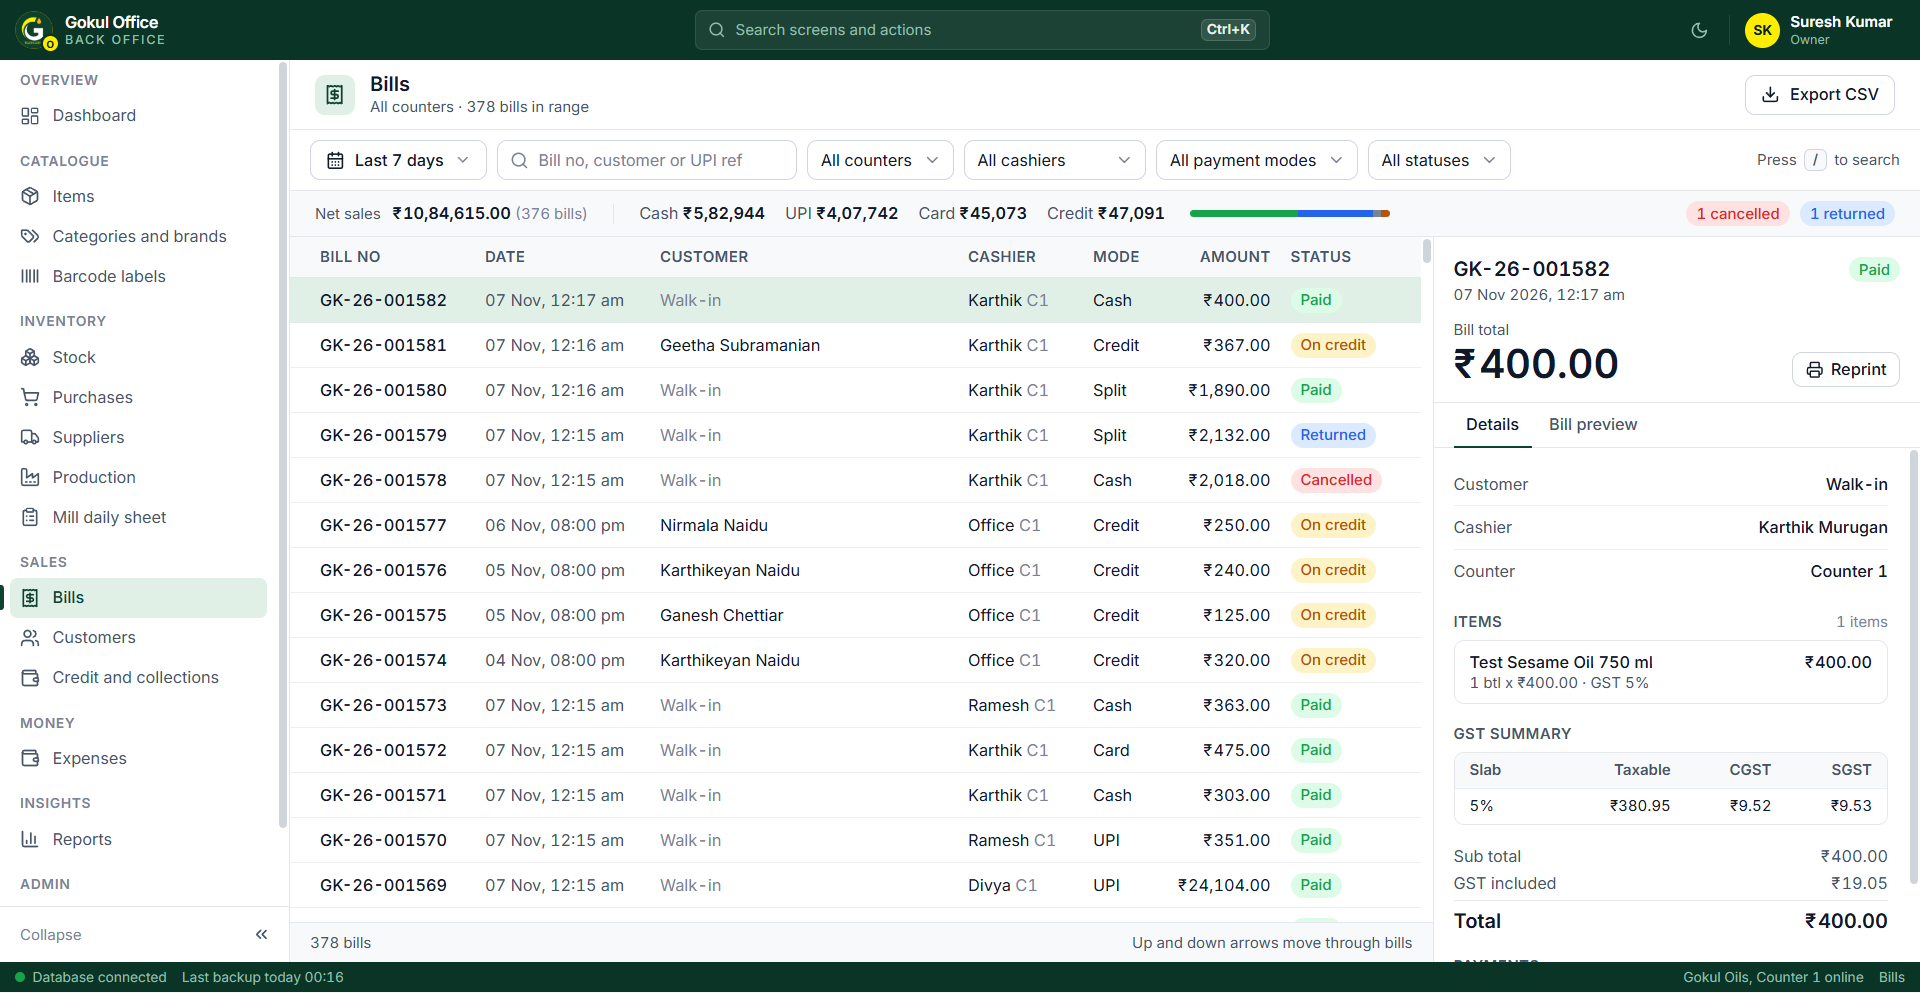 Gokul Office
BACK OFFICE
Search screens and actions
Ctrl+K
SK
Suresh Kumar
Owner
OVERVIEW
Dashboard
CATALOGUE
Items
Categories and brands
Barcode labels
INVENTORY
Stock
Purchases
Suppliers
Production
Mill daily sheet
SALES
Bills
Customers
Credit and collections
MONEY
Expenses
INSIGHTS
Reports
ADMIN
Collapse
Bills
All counters · 378 bills in range
Export CSV
Last 7 days
Bill no, customer or UPI ref
All counters
All cashiers
All payment modes
All statuses
Press / to search
Net sales ₹10,84,615.00 (376 bills)
Cash ₹5,82,944 UPI ₹4,07,742 Card ₹45,073 Credit ₹47,091
1 cancelled
1 returned
BILL NO DATE CUSTOMER CASHIER MODE AMOUNT STATUS
GK-26-001582 07 Nov, 12:17 am Walk-in Karthik C1 Cash ₹400.00 Paid
GK-26-001581 07 Nov, 12:16 am Geetha Subramanian Karthik C1 Credit ₹367.00 On credit
GK-26-001580 07 Nov, 12:16 am Walk-in Karthik C1 Split ₹1,890.00 Paid
GK-26-001579 07 Nov, 12:15 am Walk-in Karthik C1 Split ₹2,132.00 Returned
GK-26-001578 07 Nov, 12:15 am Walk-in Karthik C1 Cash ₹2,018.00 Cancelled
GK-26-001577 06 Nov, 08:00 pm Nirmala Naidu Office C1 Credit ₹250.00 On credit
GK-26-001576 05 Nov, 08:00 pm Karthikeyan Naidu Office C1 Credit ₹240.00 On credit
GK-26-001575 05 Nov, 08:00 pm Ganesh Chettiar Office C1 Credit ₹125.00 On credit
GK-26-001574 04 Nov, 08:00 pm Karthikeyan Naidu Office C1 Credit ₹320.00 On credit
GK-26-001573 07 Nov, 12:15 am Walk-in Ramesh C1 Cash ₹363.00 Paid
GK-26-001572 07 Nov, 12:15 am Walk-in Karthik C1 Card ₹475.00 Paid
GK-26-001571 07 Nov, 12:15 am Walk-in Karthik C1 Cash ₹303.00 Paid
GK-26-001570 07 Nov, 12:15 am Walk-in Ramesh C1 UPI ₹351.00 Paid
GK-26-001569 07 Nov, 12:15 am Walk-in Divya C1 UPI ₹24,104.00 Paid
378 bills
Up and down arrows move through bills
GK-26-001582
Paid
07 Nov 2026, 12:17 am
Bill total
₹400.00
Reprint
Details
Bill preview
Customer Walk-in
Cashier Karthik Murugan
Counter Counter 1
ITEMS 1 items
Test Sesame Oil 750 ml ₹400.00
1 btl x ₹400.00 · GST 5%
GST SUMMARY
Slab Taxable CGST SGST
5% ₹380.95 ₹9.52 ₹9.53
Sub total ₹400.00
GST included ₹19.05
Total ₹400.00
Database connected
Last backup today 00:16
Gokul Oils, Counter 1 online
Bills